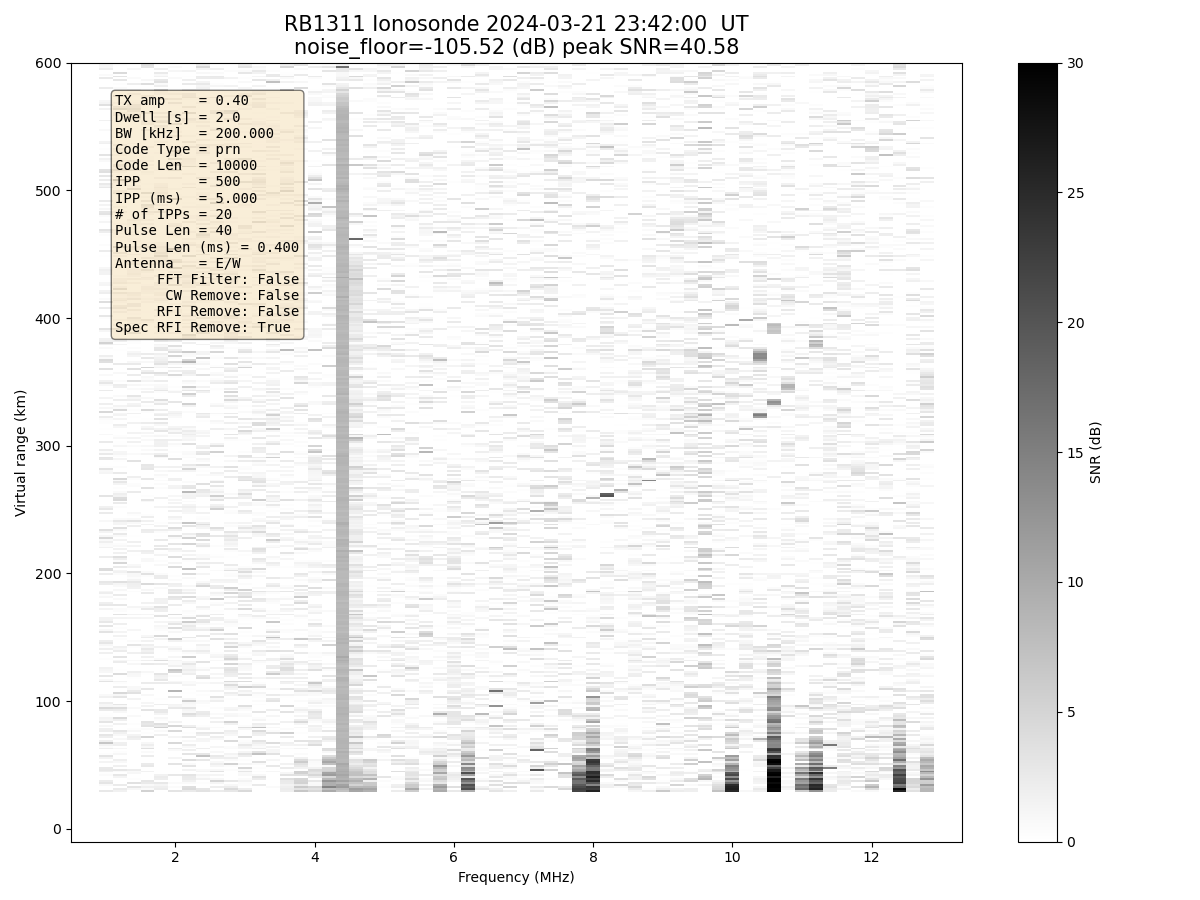 RB1311 Ionosonde 2024-03-21 23:42:00  UT
noise_floor=-105.52 (dB) peak SNR=40.58
TX amp    = 0.40
Dwell [s] = 2.0
BW [kHz]  = 200.000
Code Type = prn
Code Len  = 10000
IPP       = 500
IPP (ms)  = 5.000
# of IPPs = 20
Pulse Len = 40
Pulse Len (ms) = 0.400
Antenna   = E/W
FFT Filter: False
CW Remove: False
RFI Remove: False
Spec RFI Remove: True
600
500
400
300
200
100
0
Virtual range (km)
2 4 6 8 10 12
Frequency (MHz)
30
25
20
15
10
5
0
SNR (dB)